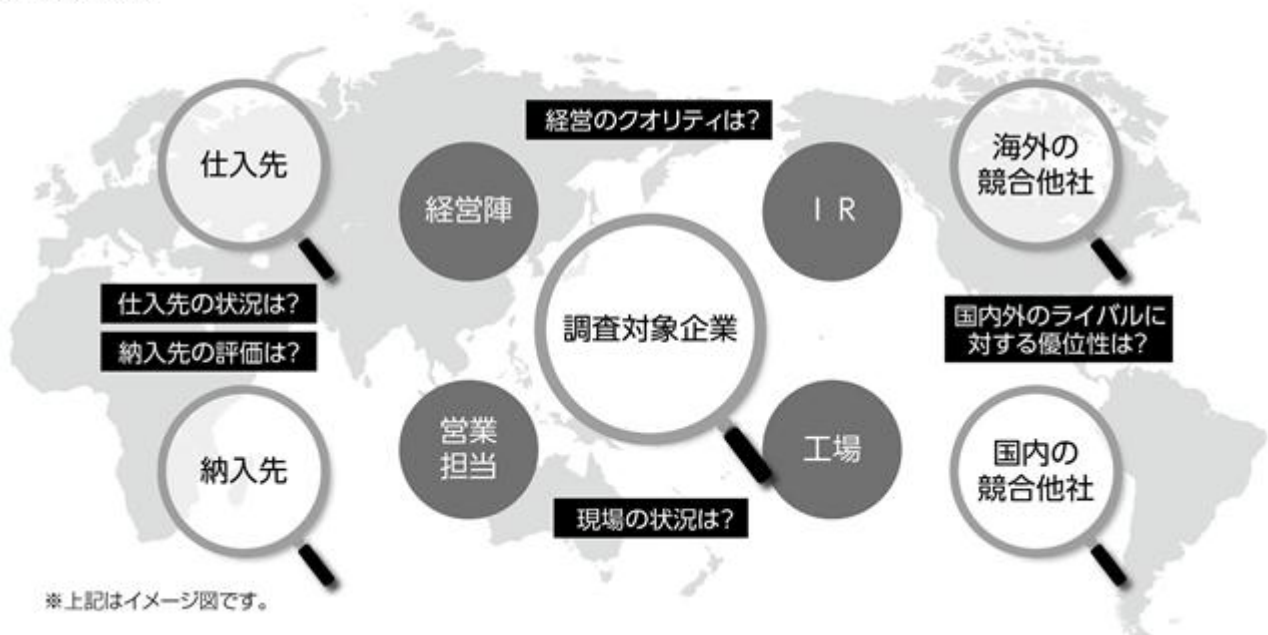 経営のクオリティは?
仕入先
経営陣
IR
海外の
競合他社
仕入先の状況は?
納入先の評価は?
調査対象企業
国内外のライバルに
対する優位性は?
納入先
営業
担当
工場
国内の
競合他社
現場の状況は?
※上記はイメージ図です。